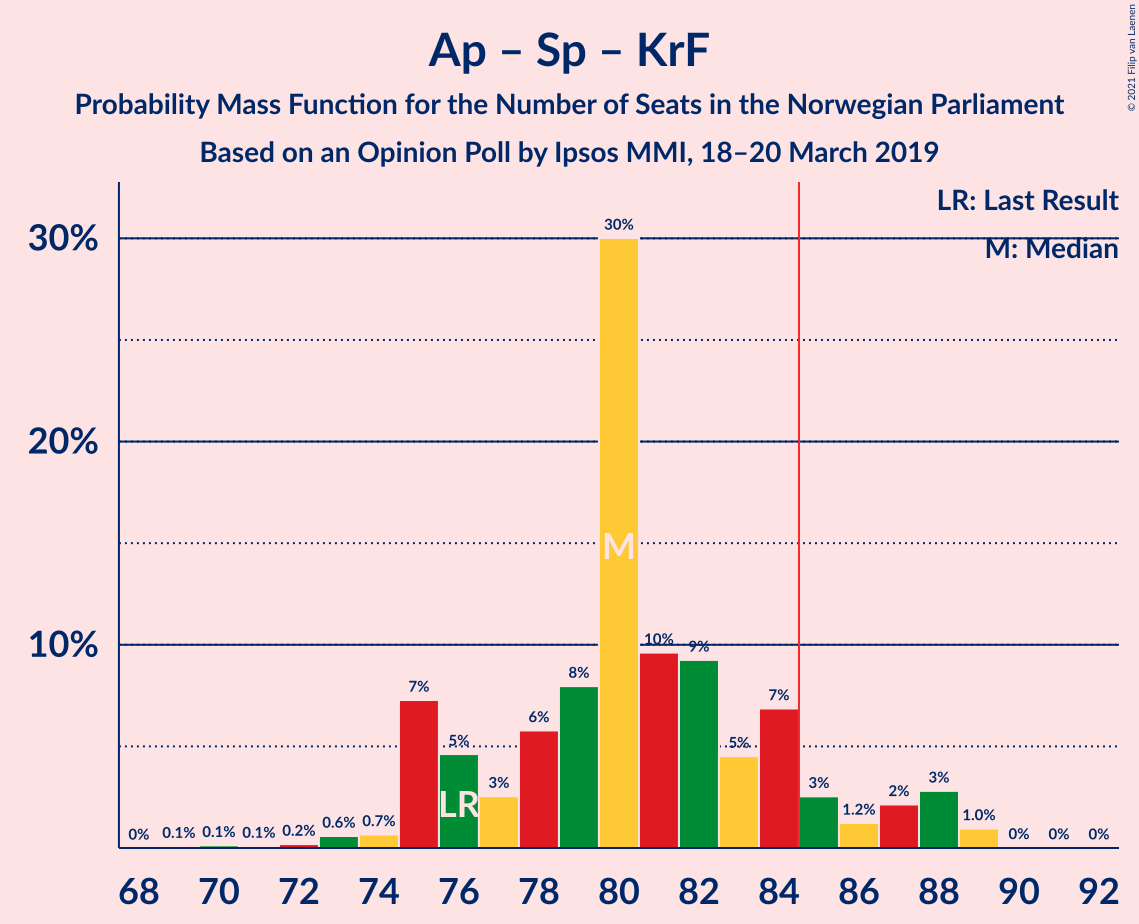 © 2021 Filip van Laenen
Ap – Sp – KrF
Probability Mass Function for the Number of Seats in the Norwegian Parliament
Based on an Opinion Poll by Ipsos MMI, 18–20 March 2019
LR: Last Result
M: Median
30%
20%
10%
0% 0.1% 0.1% 0.1% 0.2% 0.6% 0.7% 7% 5% 3% 6% 8% 30% 10% 9% 5% 7% 3% 1.2% 2% 3% 1.0% 0% 0% 0%
M
LR
68 70 72 74 76 78 80 82 84 86 88 90 92